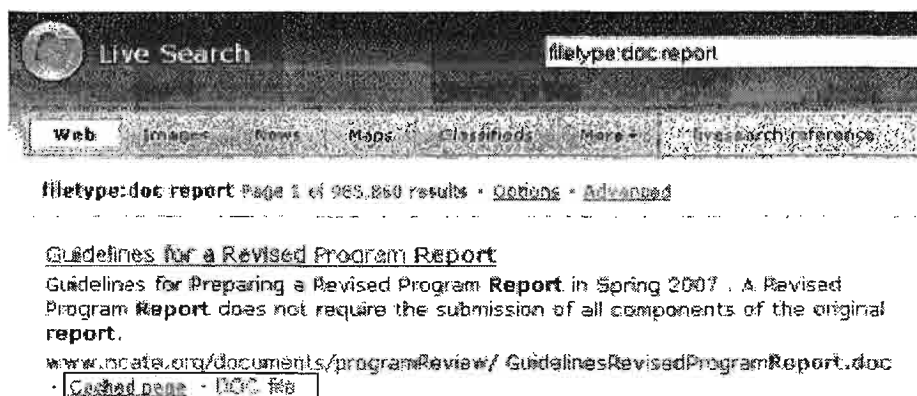 Live Search
filetype:doc report
Web Images News Maps Classifieds More livesearch reference
filetype:doc report Page 1 of 985,860 results · Options · Advanced
Guidelines for a Revised Program Report
Guidelines for Preparing a Revised Program Report in Spring 2007 . A Revised
Program Report does not require the submission of all components of the original
report.
www.ncate.org/documents/programReview/ GuidelinesRevisedProgramReport.doc
· Cached page · DOC file